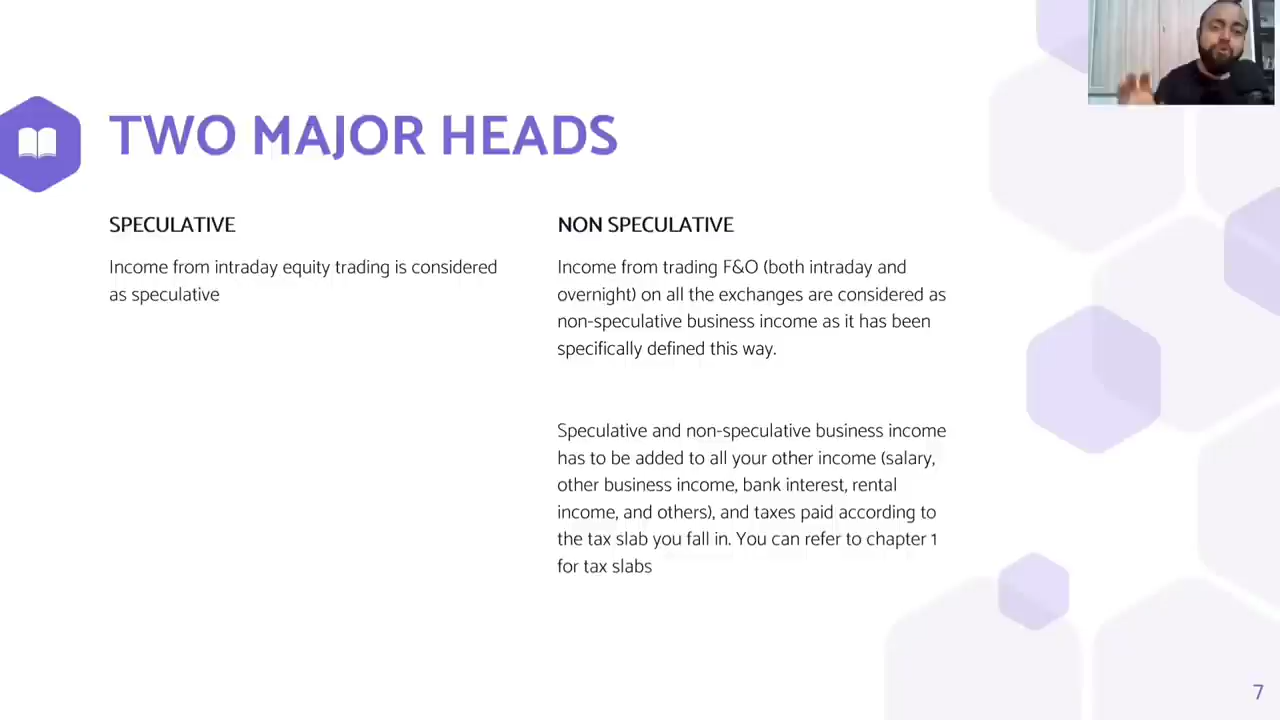 TWO MAJOR HEADS
SPECULATIVE
Income from intraday equity trading is considered
as speculative
NON SPECULATIVE
Income from trading F&O (both intraday and
overnight) on all the exchanges are considered as
non-speculative business income as it has been
specifically defined this way.
Speculative and non-speculative business income
has to be added to all your other income (salary,
other business income, bank interest, rental
income, and others), and taxes paid according to
the tax slab you fall in. You can refer to chapter 1
for tax slabs
7